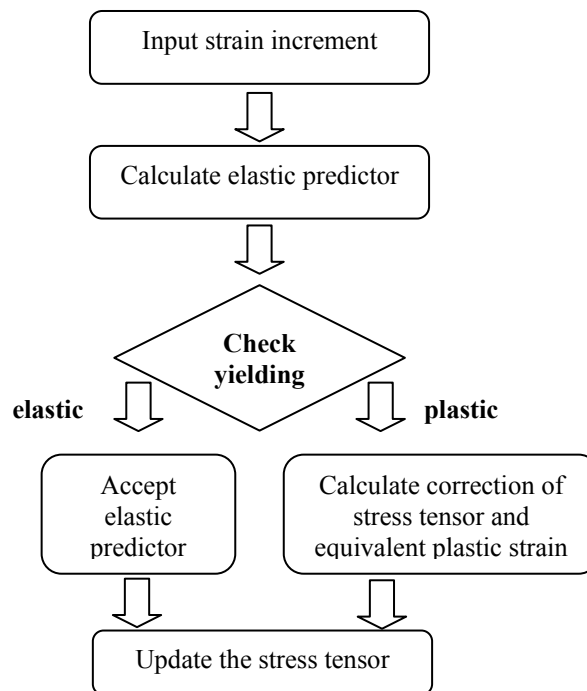 Input strain increment
Calculate elastic predictor
Check
yielding
elastic
plastic
Accept
elastic
predictor
Calculate correction of
stress tensor and
equivalent plastic strain
Update the stress tensor